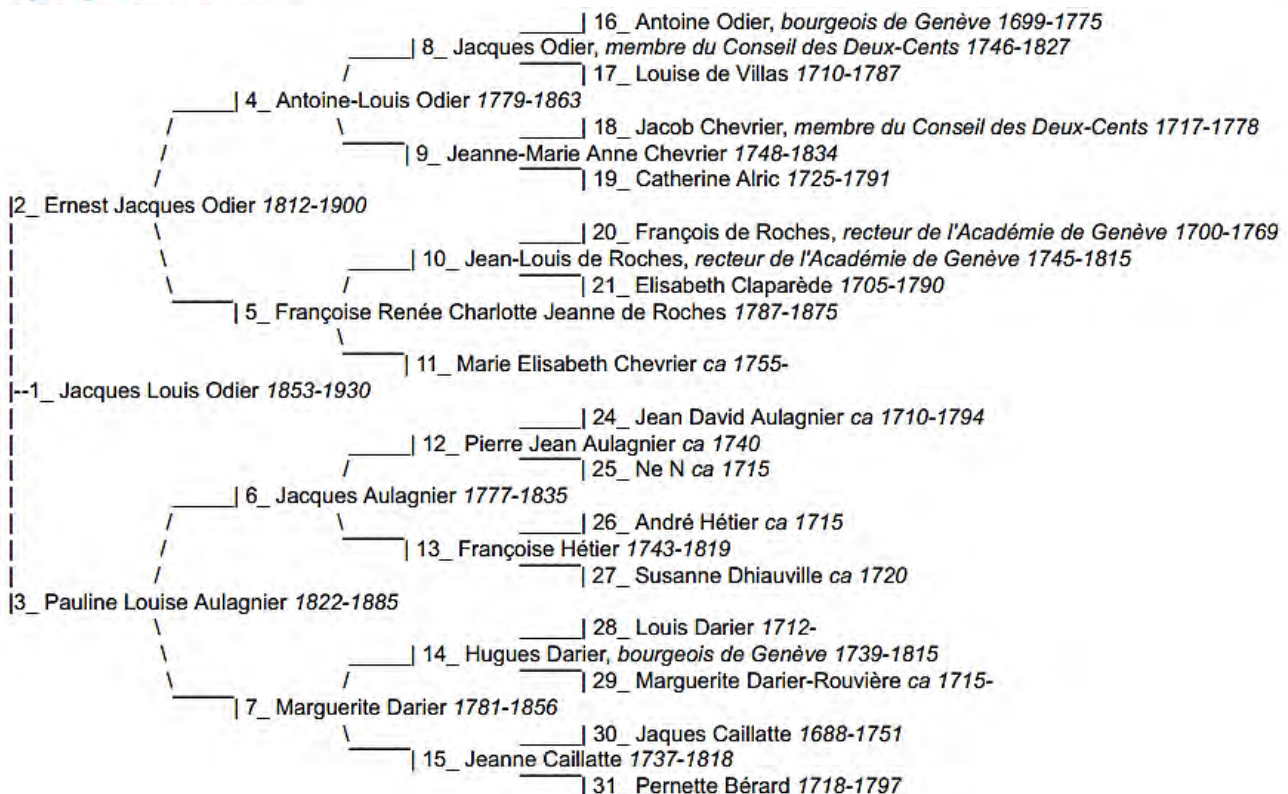 16_ Antoine Odier, bourgeois de Genève 1699-1775
8_ Jacques Odier, membre du Conseil des Deux-Cents 1746-1827
17_ Louise de Villas 1710-1787
4_ Antoine-Louis Odier 1779-1863
18_ Jacob Chevrier, membre du Conseil des Deux-Cents 1717-1778
9_ Jeanne-Marie Anne Chevrier 1748-1834
19_ Catherine Alric 1725-1791
2_ Ernest Jacques Odier 1812-1900
20_ François de Roches, recteur de l'Académie de Genève 1700-1769
10_ Jean-Louis de Roches, recteur de l'Académie de Genève 1745-1815
21_ Elisabeth Claparède 1705-1790
5_ Françoise Renée Charlotte Jeanne de Roches 1787-1875
11_ Marie Elisabeth Chevrier ca 1755-
--1_ Jacques Louis Odier 1853-1930
24_ Jean David Aulagnier ca 1710-1794
12_ Pierre Jean Aulagnier ca 1740
25_ Ne N ca 1715
6_ Jacques Aulagnier 1777-1835
26_ André Hétier ca 1715
13_ Françoise Hétier 1743-1819
27_ Susanne Dhiauville ca 1720
3_ Pauline Louise Aulagnier 1822-1885
28_ Louis Darier 1712-
14_ Hugues Darier, bourgeois de Genève 1739-1815
29_ Marguerite Darier-Rouvière ca 1715-
7_ Marguerite Darier 1781-1856
30_ Jaques Caillatte 1688-1751
15_ Jeanne Caillatte 1737-1818
31_ Pernette Bérard 1718-1797